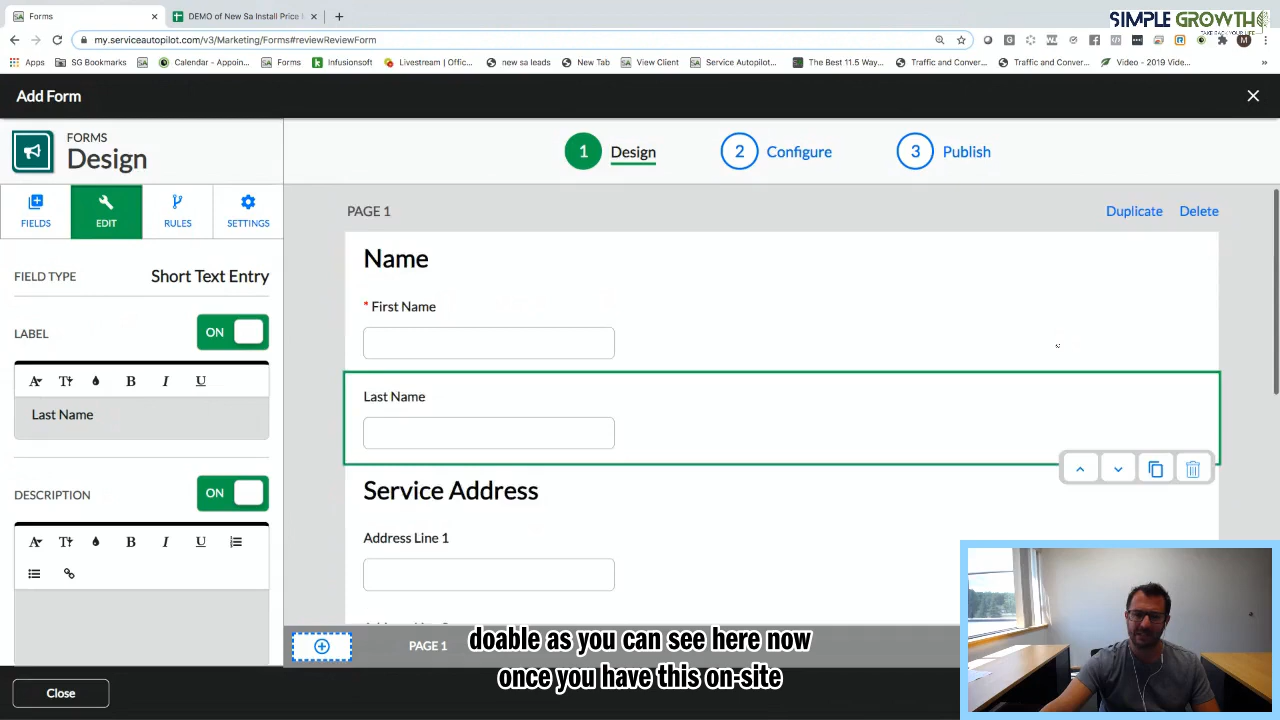 Forms
DEMO of New Sa Install Price
SIMPLE GROWTH
TAKE BACK YOUR LIFE
my.serviceautopilot.com/v3/Marketing/Forms#reviewReviewForm
Apps SG Bookmarks Calendar - Appoin... Forms Infusionsoft Livestream | Offic... new sa leads New Tab View Client Service Autopilot... The Best 11.5 Way... Traffic and Conver... Traffic and Conver... Video - 2019 Vide...
Add Form
FORMS
Design
1 Design 2 Configure 3 Publish
FIELDS EDIT RULES SETTINGS
PAGE 1 Duplicate Delete
Name
FIELD TYPE Short Text Entry
* First Name
LABEL ON
Last Name
Last Name
Service Address
DESCRIPTION ON
Address Line 1
PAGE 1
doable as you can see here now
once you have this on-site
Close